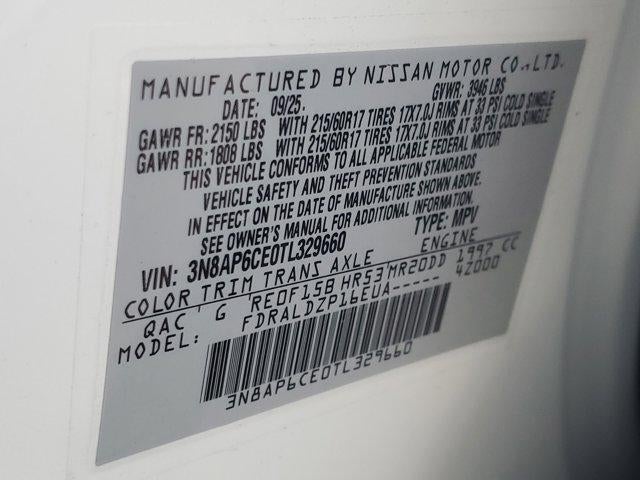 MANUFACTURED BY NISSAN MOTOR CO., LTD.
DATE: 09/25. GVWR: 3946 LBS
GAWR FR: 2150 LBS WITH 215/60R17 TIRES 17X7.0J RIMS AT 33 PSI COLD SINGLE
GAWR RR: 1808 LBS WITH 215/60R17 TIRES 17X7.0J RIMS AT 33 PSI COLD SINGLE
THIS VEHICLE CONFORMS TO ALL APPLICABLE FEDERAL MOTOR
VEHICLE SAFETY AND THEFT PREVENTION STANDARDS
IN EFFECT ON THE DATE OF MANUFACTURE SHOWN ABOVE.
SEE OWNER'S MANUAL FOR ADDITIONAL INFORMATION.
VIN: 3N8AP6CE0TL329660 TYPE: MPV
COLOR TRIM TRANS AXLE ENGINE
QAC G RE0F15B HR53 MR20DD 1997 CC
MODEL: FDRALDZP16EUA----- 42000
3N8AP6CE0TL329660